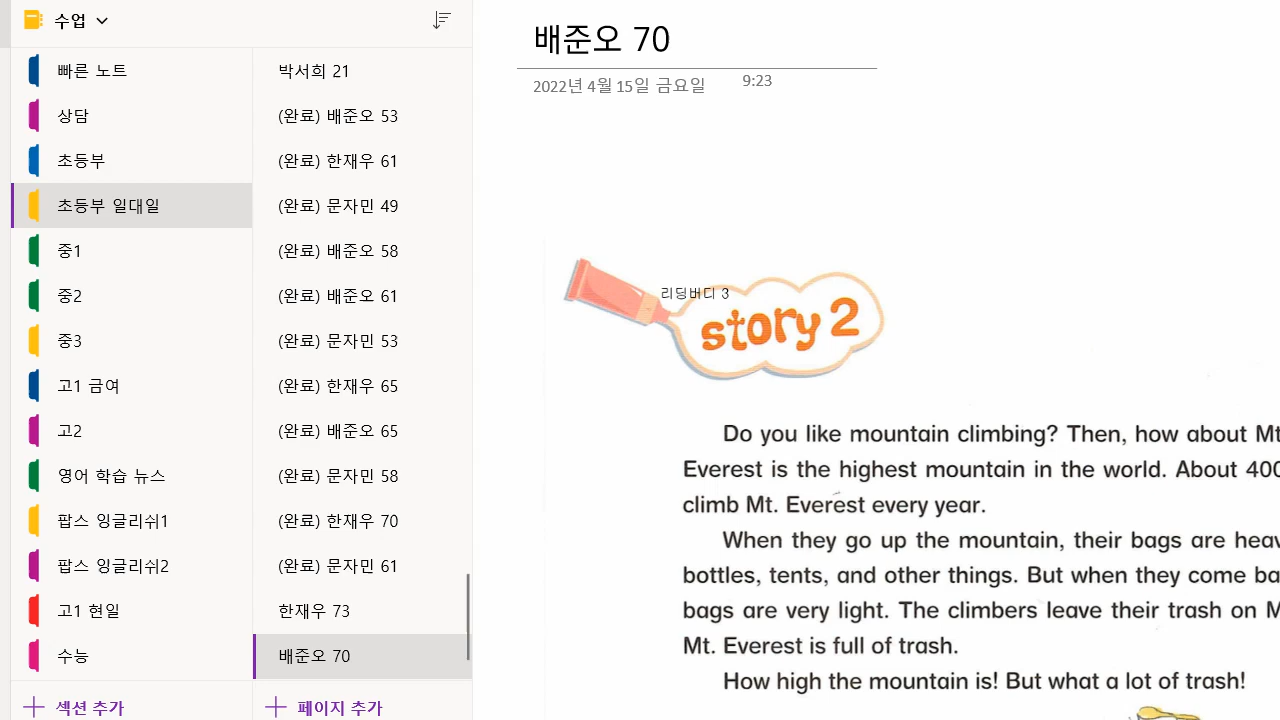 수업
빠른 노트
상담
초등부
초등부 일대일
중1
중2
중3
고1 금여
고2
영어 학습 뉴스
팝스 잉글리쉬1
팝스 잉글리쉬2
고1 현일
수능
섹션 추가
박서희 21
(완료) 배준오 53
(완료) 한재우 61
(완료) 문자민 49
(완료) 배준오 58
(완료) 배준오 61
(완료) 문자민 53
(완료) 한재우 65
(완료) 배준오 65
(완료) 문자민 58
(완료) 한재우 70
(완료) 문자민 61
한재우 73
배준오 70
페이지 추가
배준오 70
2022년 4월 15일 금요일 9:23
리딩버디 3
story 2
Do you like mountain climbing? Then, how about Mt
Everest is the highest mountain in the world. About 400
climb Mt. Everest every year.
When they go up the mountain, their bags are heav
bottles, tents, and other things. But when they come ba
bags are very light. The climbers leave their trash on M
Mt. Everest is full of trash.
How high the mountain is! But what a lot of trash!